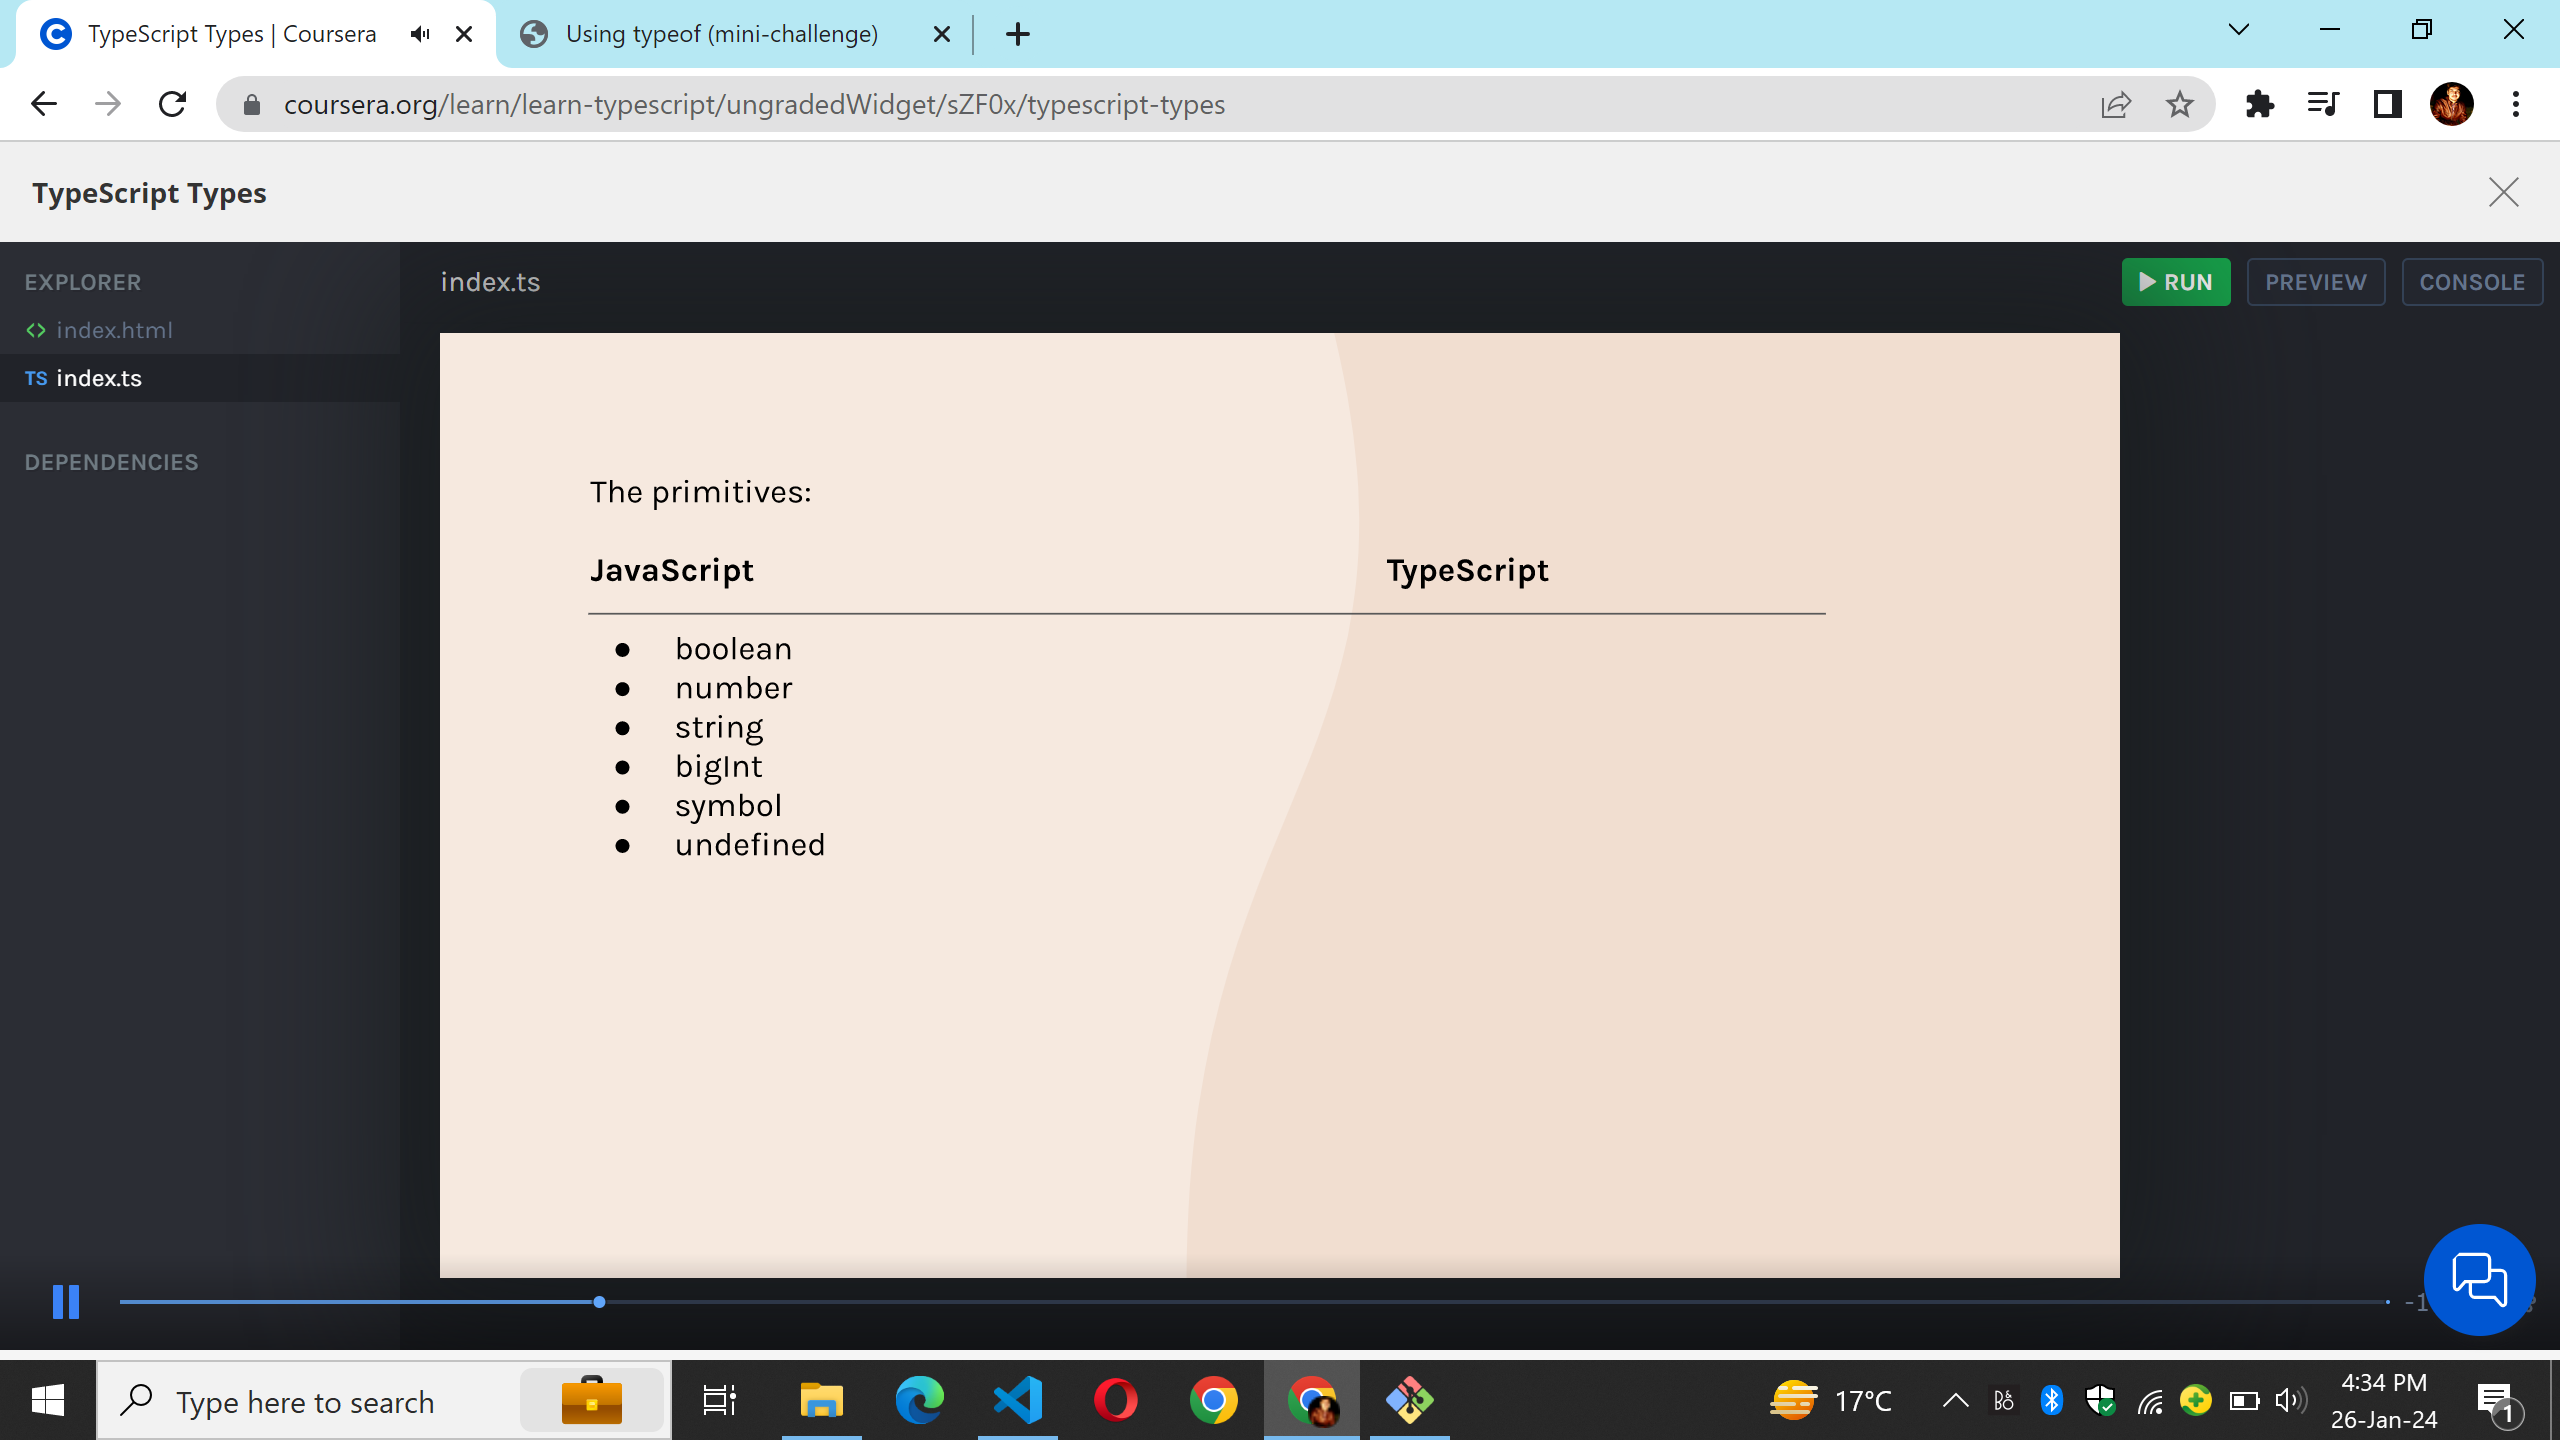 TypeScript Types | Coursera
Using typeof (mini-challenge)
coursera.org/learn/learn-typescript/ungradedWidget/sZF0x/typescript-types
TypeScript Types
EXPLORER
index.html
TS index.ts
DEPENDENCIES
index.ts
RUN
PREVIEW
CONSOLE
The primitives:
JavaScript
TypeScript
boolean
number
string
bigInt
symbol
undefined
Type here to search
17°C
4:34 PM
26-Jan-24
1